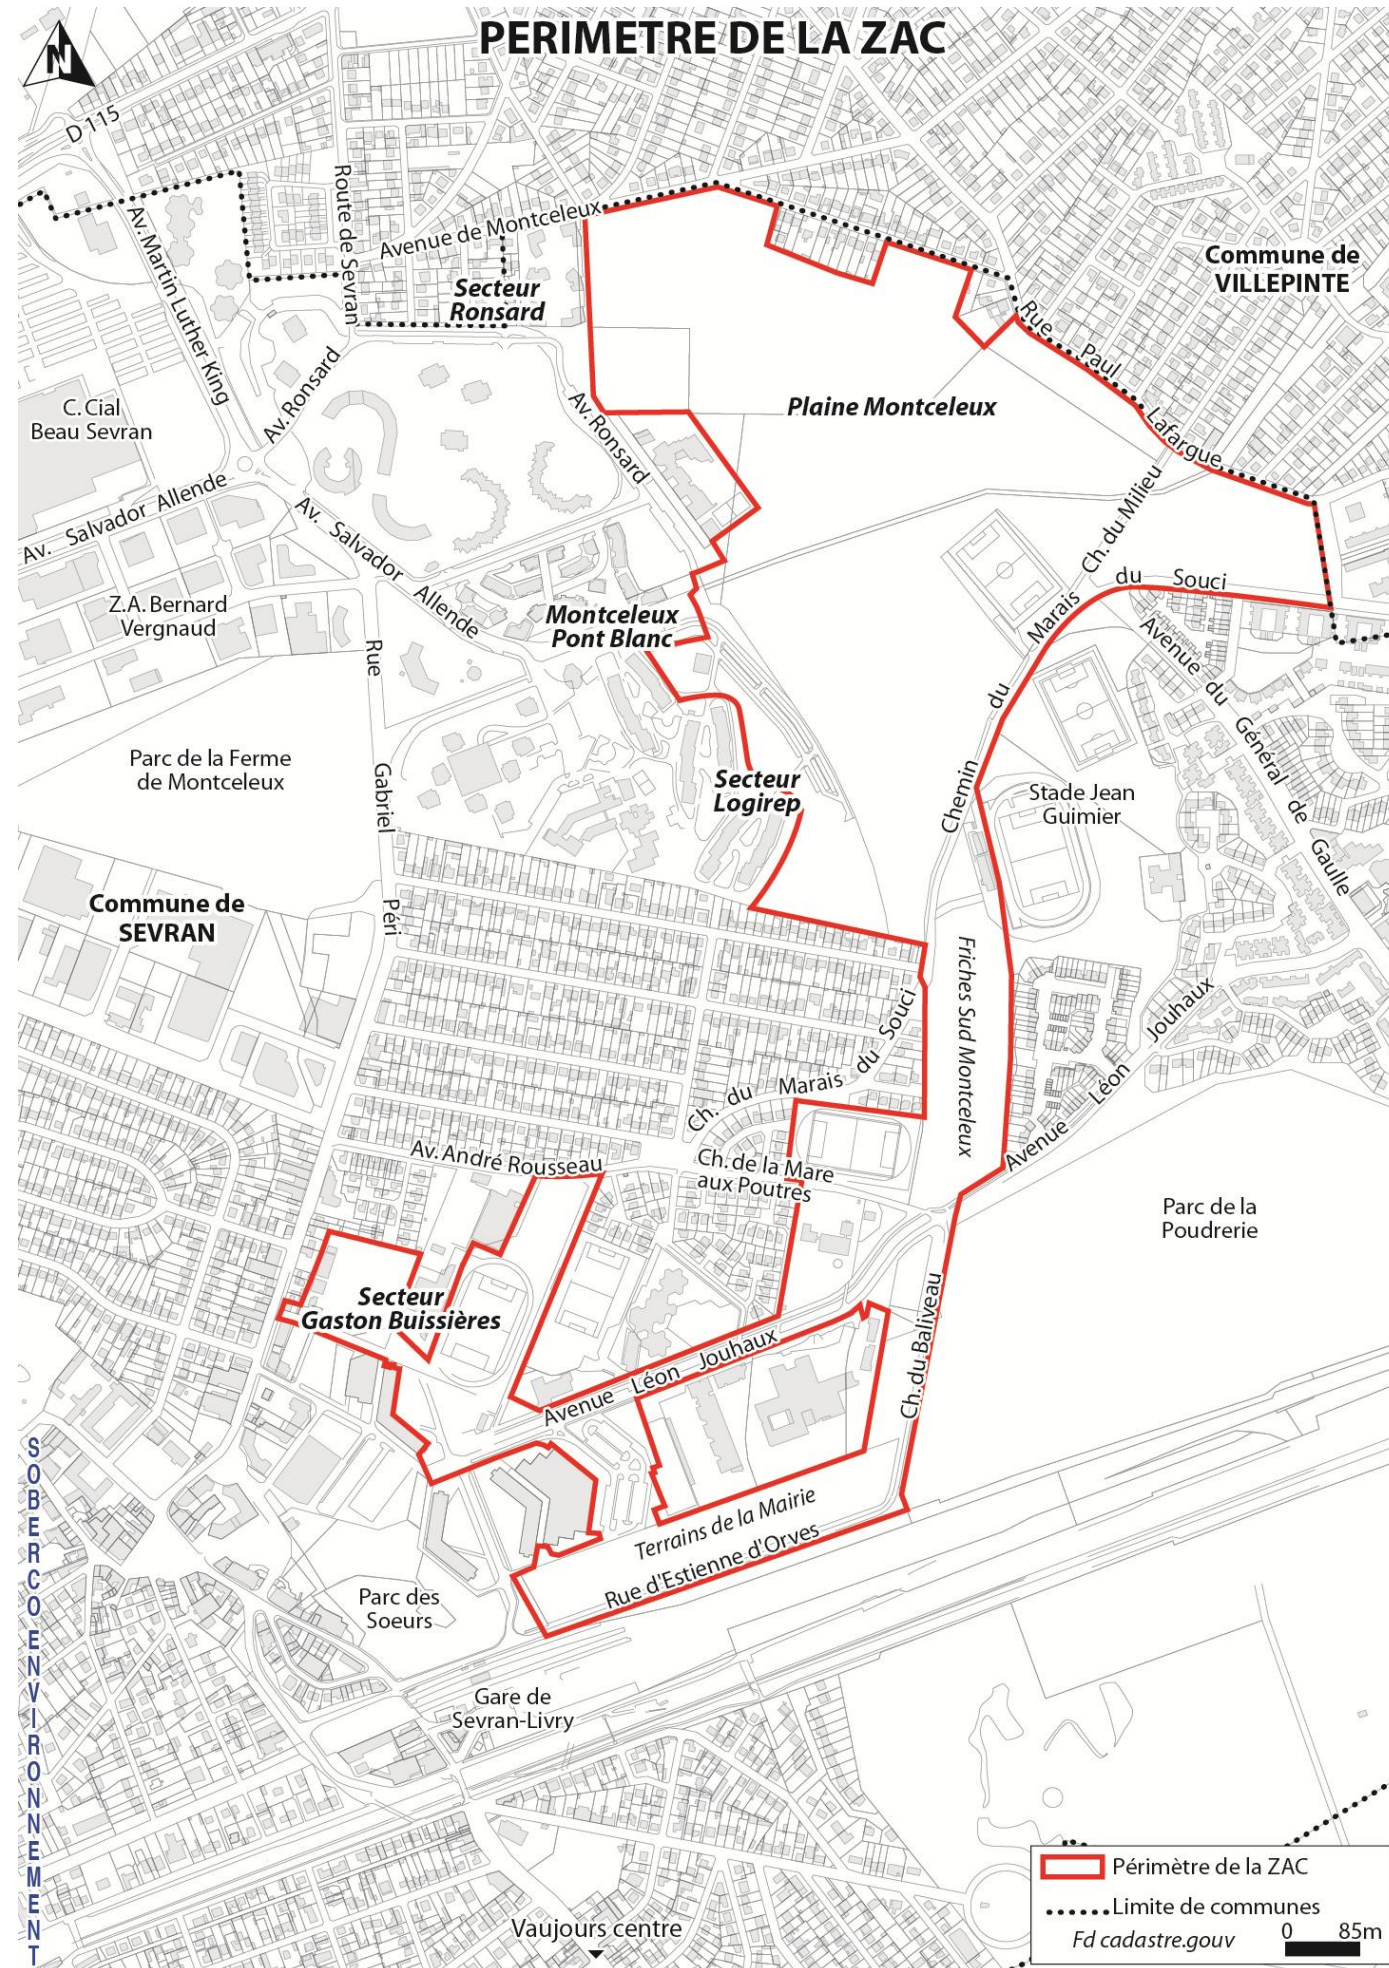 PERIMETRE DE LA ZAC
N
D 115
Route de Sevran
Av. Martin Luther King
Avenue de Montceleux
Secteur
Ronsard
Commune de
VILLEPINTE
Rue Paul Lafargue
Av. Ronsard
Av. Ronsard
C. Cial
Beau Sevran
Plaine Montceleux
Av. Salvador Allende
Av. Salvador Allende
Ch. du Milieu
Z.A. Bernard
Vergnaud
Montceleux
Pont Blanc
Chemin du Marais du Souci
Avenue du Général de Gaulle
Rue Gabriel Péri
Parc de la Ferme
de Montceleux
Secteur
Logirep
Stade Jean
Guimier
Commune de
SEVRAN
Friches Sud Montceleux
Ch. du Marais du Souci
Avenue Léon Jouhaux
Av. André Rousseau
Ch. de la Mare
aux Poutres
Parc de la
Poudrerie
Secteur
Gaston Buissières
Avenue Léon Jouhaux
Ch. du Baliveau
Terrains de la Mairie
Rue d'Estienne d'Orves
Parc des
Soeurs
Gare de
Sevran-Livry
Vaujours centre
SOBERCO ENVIRONNEMENT
Périmètre de la ZAC
Limite de communes
Fd cadastre.gouv
0 85m